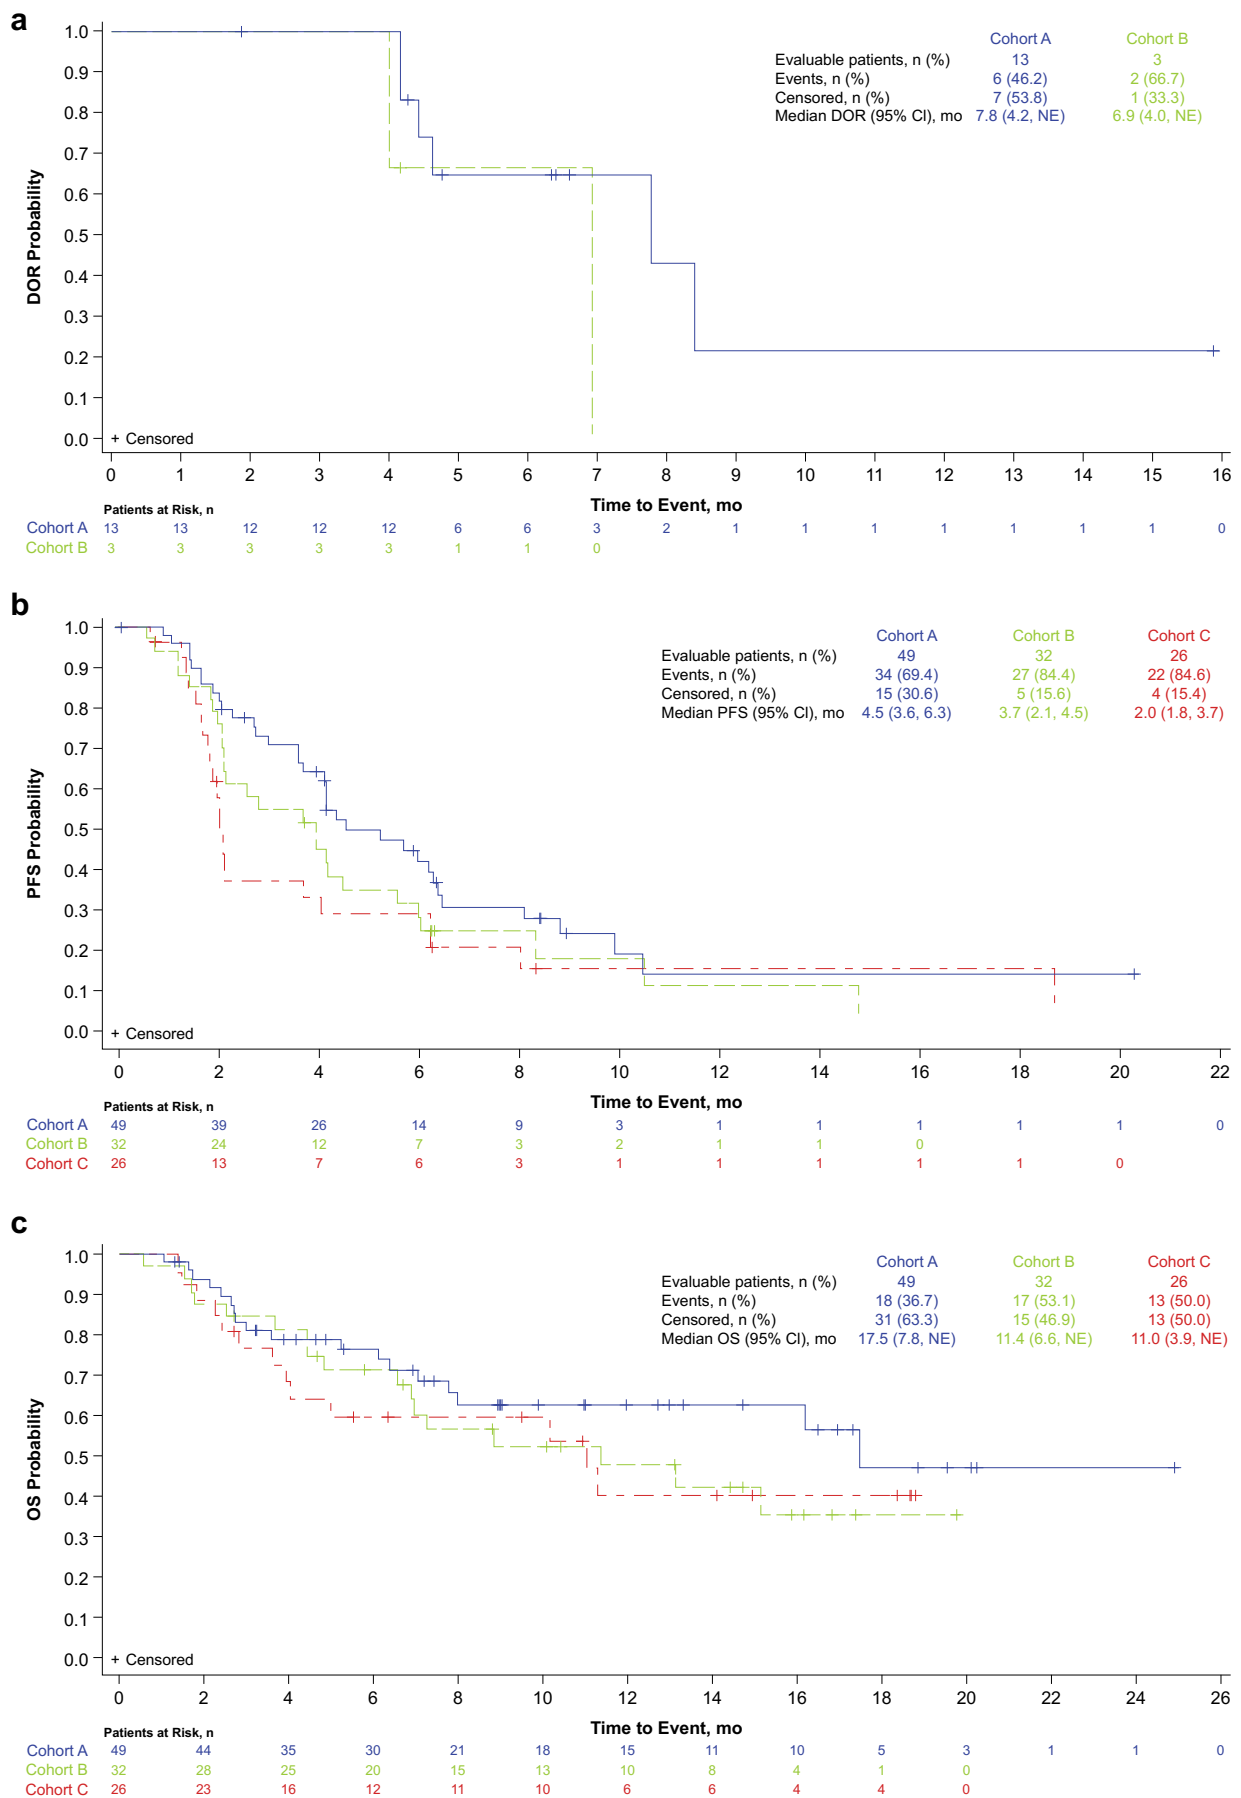 a
Cohort A Cohort B
Evaluable patients, n (%) 13 3
Events, n (%) 6 (46.2) 2 (66.7)
Censored, n (%) 7 (53.8) 1 (33.3)
Median DOR (95% CI), mo 7.8 (4.2, NE) 6.9 (4.0, NE)
DOR Probability
1.0
0.9
0.8
0.7
0.6
0.5
0.4
0.3
0.2
0.1
0.0
+ Censored
0 1 2 3 4 5 6 7 8 9 10 11 12 13 14 15 16
Time to Event, mo
Patients at Risk, n
Cohort A 13 13 12 12 12 6 6 3 2 1 1 1 1 1 1 1 0
Cohort B 3 3 3 3 3 1 1 0
b
Cohort A Cohort B Cohort C
Evaluable patients, n (%) 49 32 26
Events, n (%) 34 (69.4) 27 (84.4) 22 (84.6)
Censored, n (%) 15 (30.6) 5 (15.6) 4 (15.4)
Median PFS (95% CI), mo 4.5 (3.6, 6.3) 3.7 (2.1, 4.5) 2.0 (1.8, 3.7)
PFS Probability
1.0
0.9
0.8
0.7
0.6
0.5
0.4
0.3
0.2
0.1
0.0
+ Censored
0 2 4 6 8 10 12 14 16 18 20 22
Time to Event, mo
Patients at Risk, n
Cohort A 49 39 26 14 9 3 1 1 1 1 1 0
Cohort B 32 24 12 7 3 2 1 1 0
Cohort C 26 13 7 6 3 1 1 1 1 1 0
c
Cohort A Cohort B Cohort C
Evaluable patients, n (%) 49 32 26
Events, n (%) 18 (36.7) 17 (53.1) 13 (50.0)
Censored, n (%) 31 (63.3) 15 (46.9) 13 (50.0)
Median OS (95% CI), mo 17.5 (7.8, NE) 11.4 (6.6, NE) 11.0 (3.9, NE)
OS Probability
1.0
0.9
0.8
0.7
0.6
0.5
0.4
0.3
0.2
0.1
0.0
+ Censored
0 2 4 6 8 10 12 14 16 18 20 22 24 26
Time to Event, mo
Patients at Risk, n
Cohort A 49 44 35 30 21 18 15 11 10 5 3 1 1 0
Cohort B 32 28 25 20 15 13 10 8 4 1 0
Cohort C 26 23 16 12 11 10 6 6 4 4 0